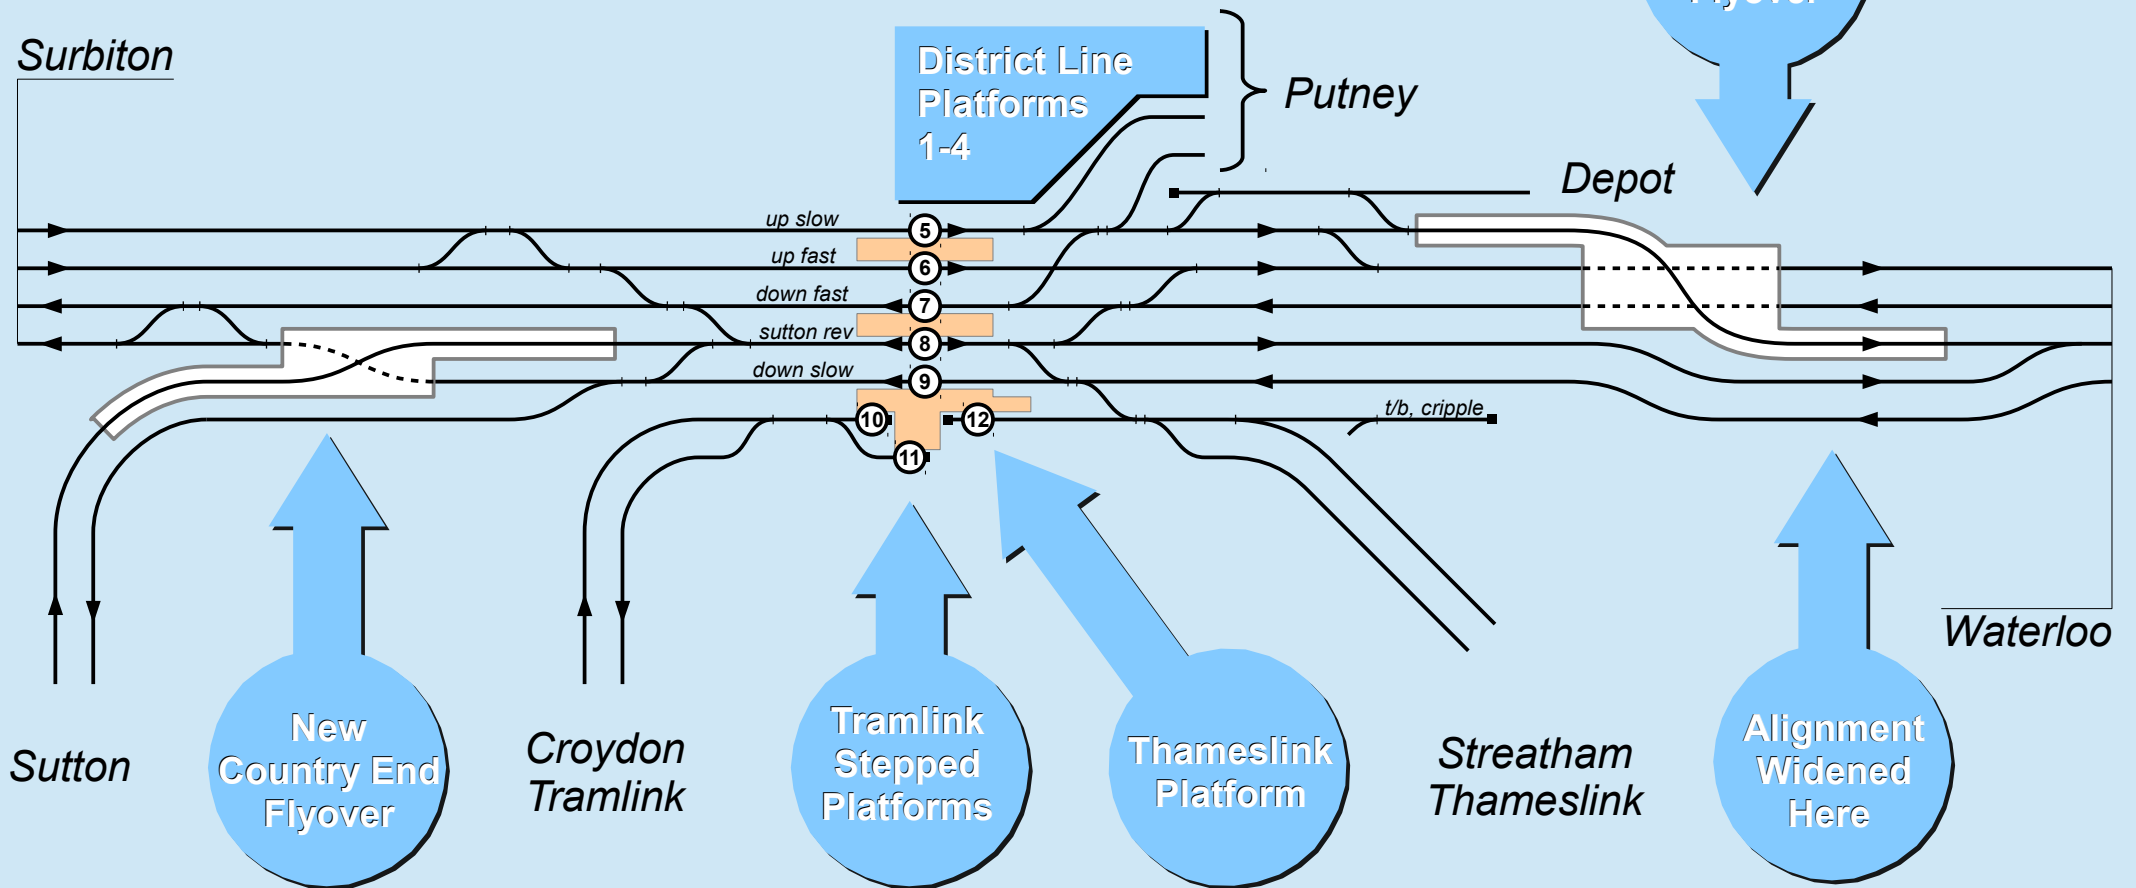 Flyover
Surbiton
District Line
Platforms
1-4
Putney
Depot
up slow
5
up fast
6
down fast
7
sutton rev
8
down slow
9
10
12
11
t/b, cripple
Waterloo
Sutton
New
Country End
Flyover
Croydon
Tramlink
Tramlink
Stepped
Platforms
Thameslink
Platform
Streatham
Thameslink
Alignment
Widened
Here